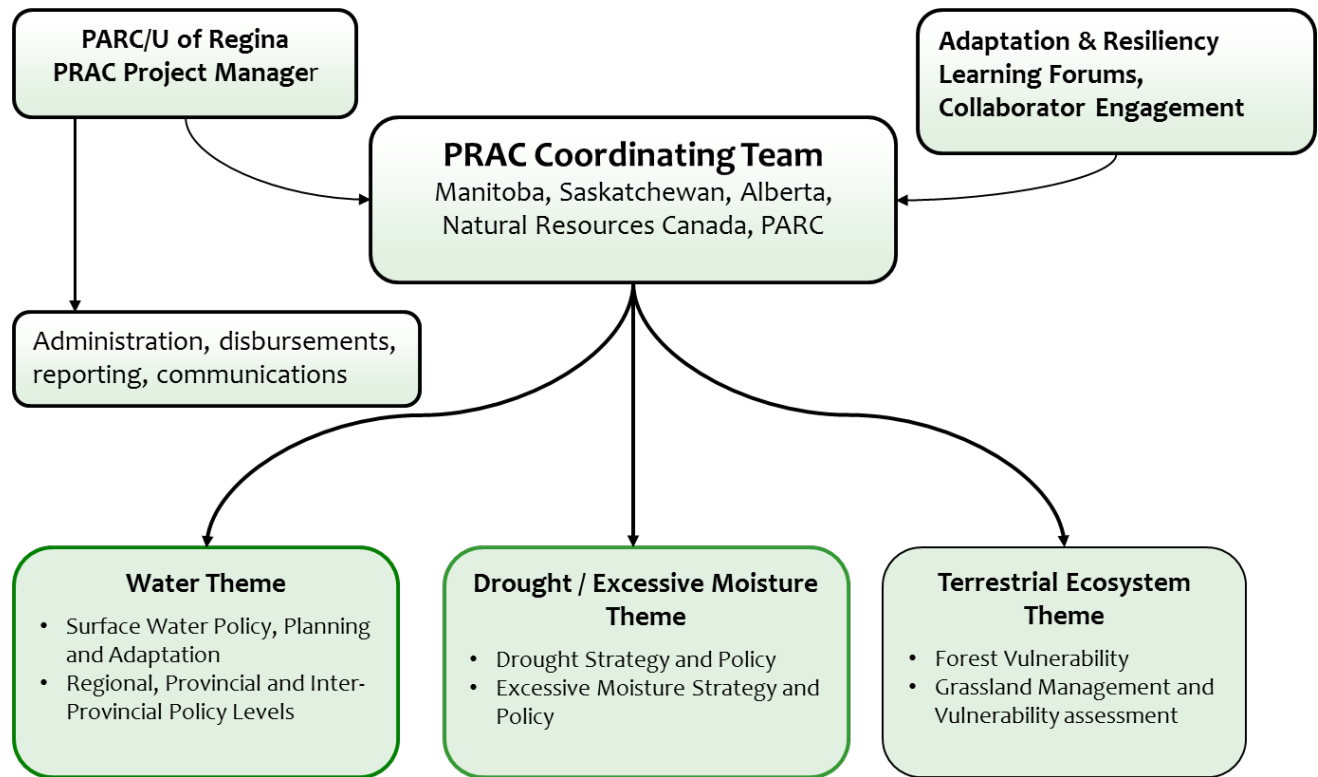 PARC/U of Regina
PRAC Project Manager
Adaptation & Resiliency
Learning Forums,
Collaborator Engagement
PRAC Coordinating Team
Manitoba, Saskatchewan, Alberta,
Natural Resources Canada, PARC
Administration, disbursements,
reporting, communications
Water Theme
• Surface Water Policy, Planning
and Adaptation
• Regional, Provincial and Inter-
Provincial Policy Levels
Drought / Excessive Moisture
Theme
• Drought Strategy and Policy
• Excessive Moisture Strategy and
Policy
Terrestrial Ecosystem
Theme
• Forest Vulnerability
• Grassland Management and
Vulnerability assessment